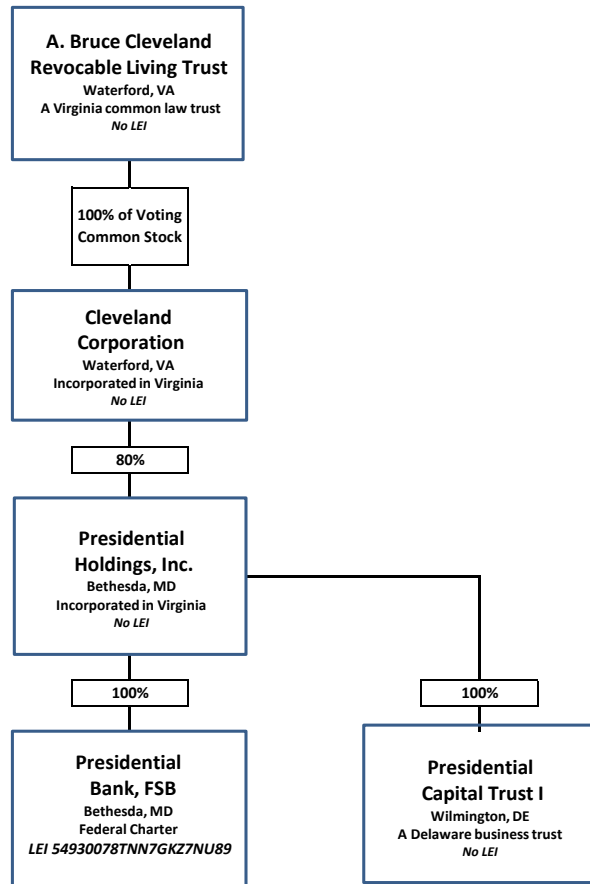 A. Bruce Cleveland
Revocable Living Trust
Waterford, VA
A Virginia common law trust
No LEI
100% of Voting
Common Stock
Cleveland
Corporation
Waterford, VA
Incorporated in Virginia
No LEI
80%
Presidential
Holdings, Inc.
Bethesda, MD
Incorporated in Virginia
No LEI
100%
100%
Presidential
Bank, FSB
Bethesda, MD
Federal Charter
LEI 54930078TNN7GKZ7NU89
Presidential
Capital Trust I
Wilmington, DE
A Delaware business trust
No LEI